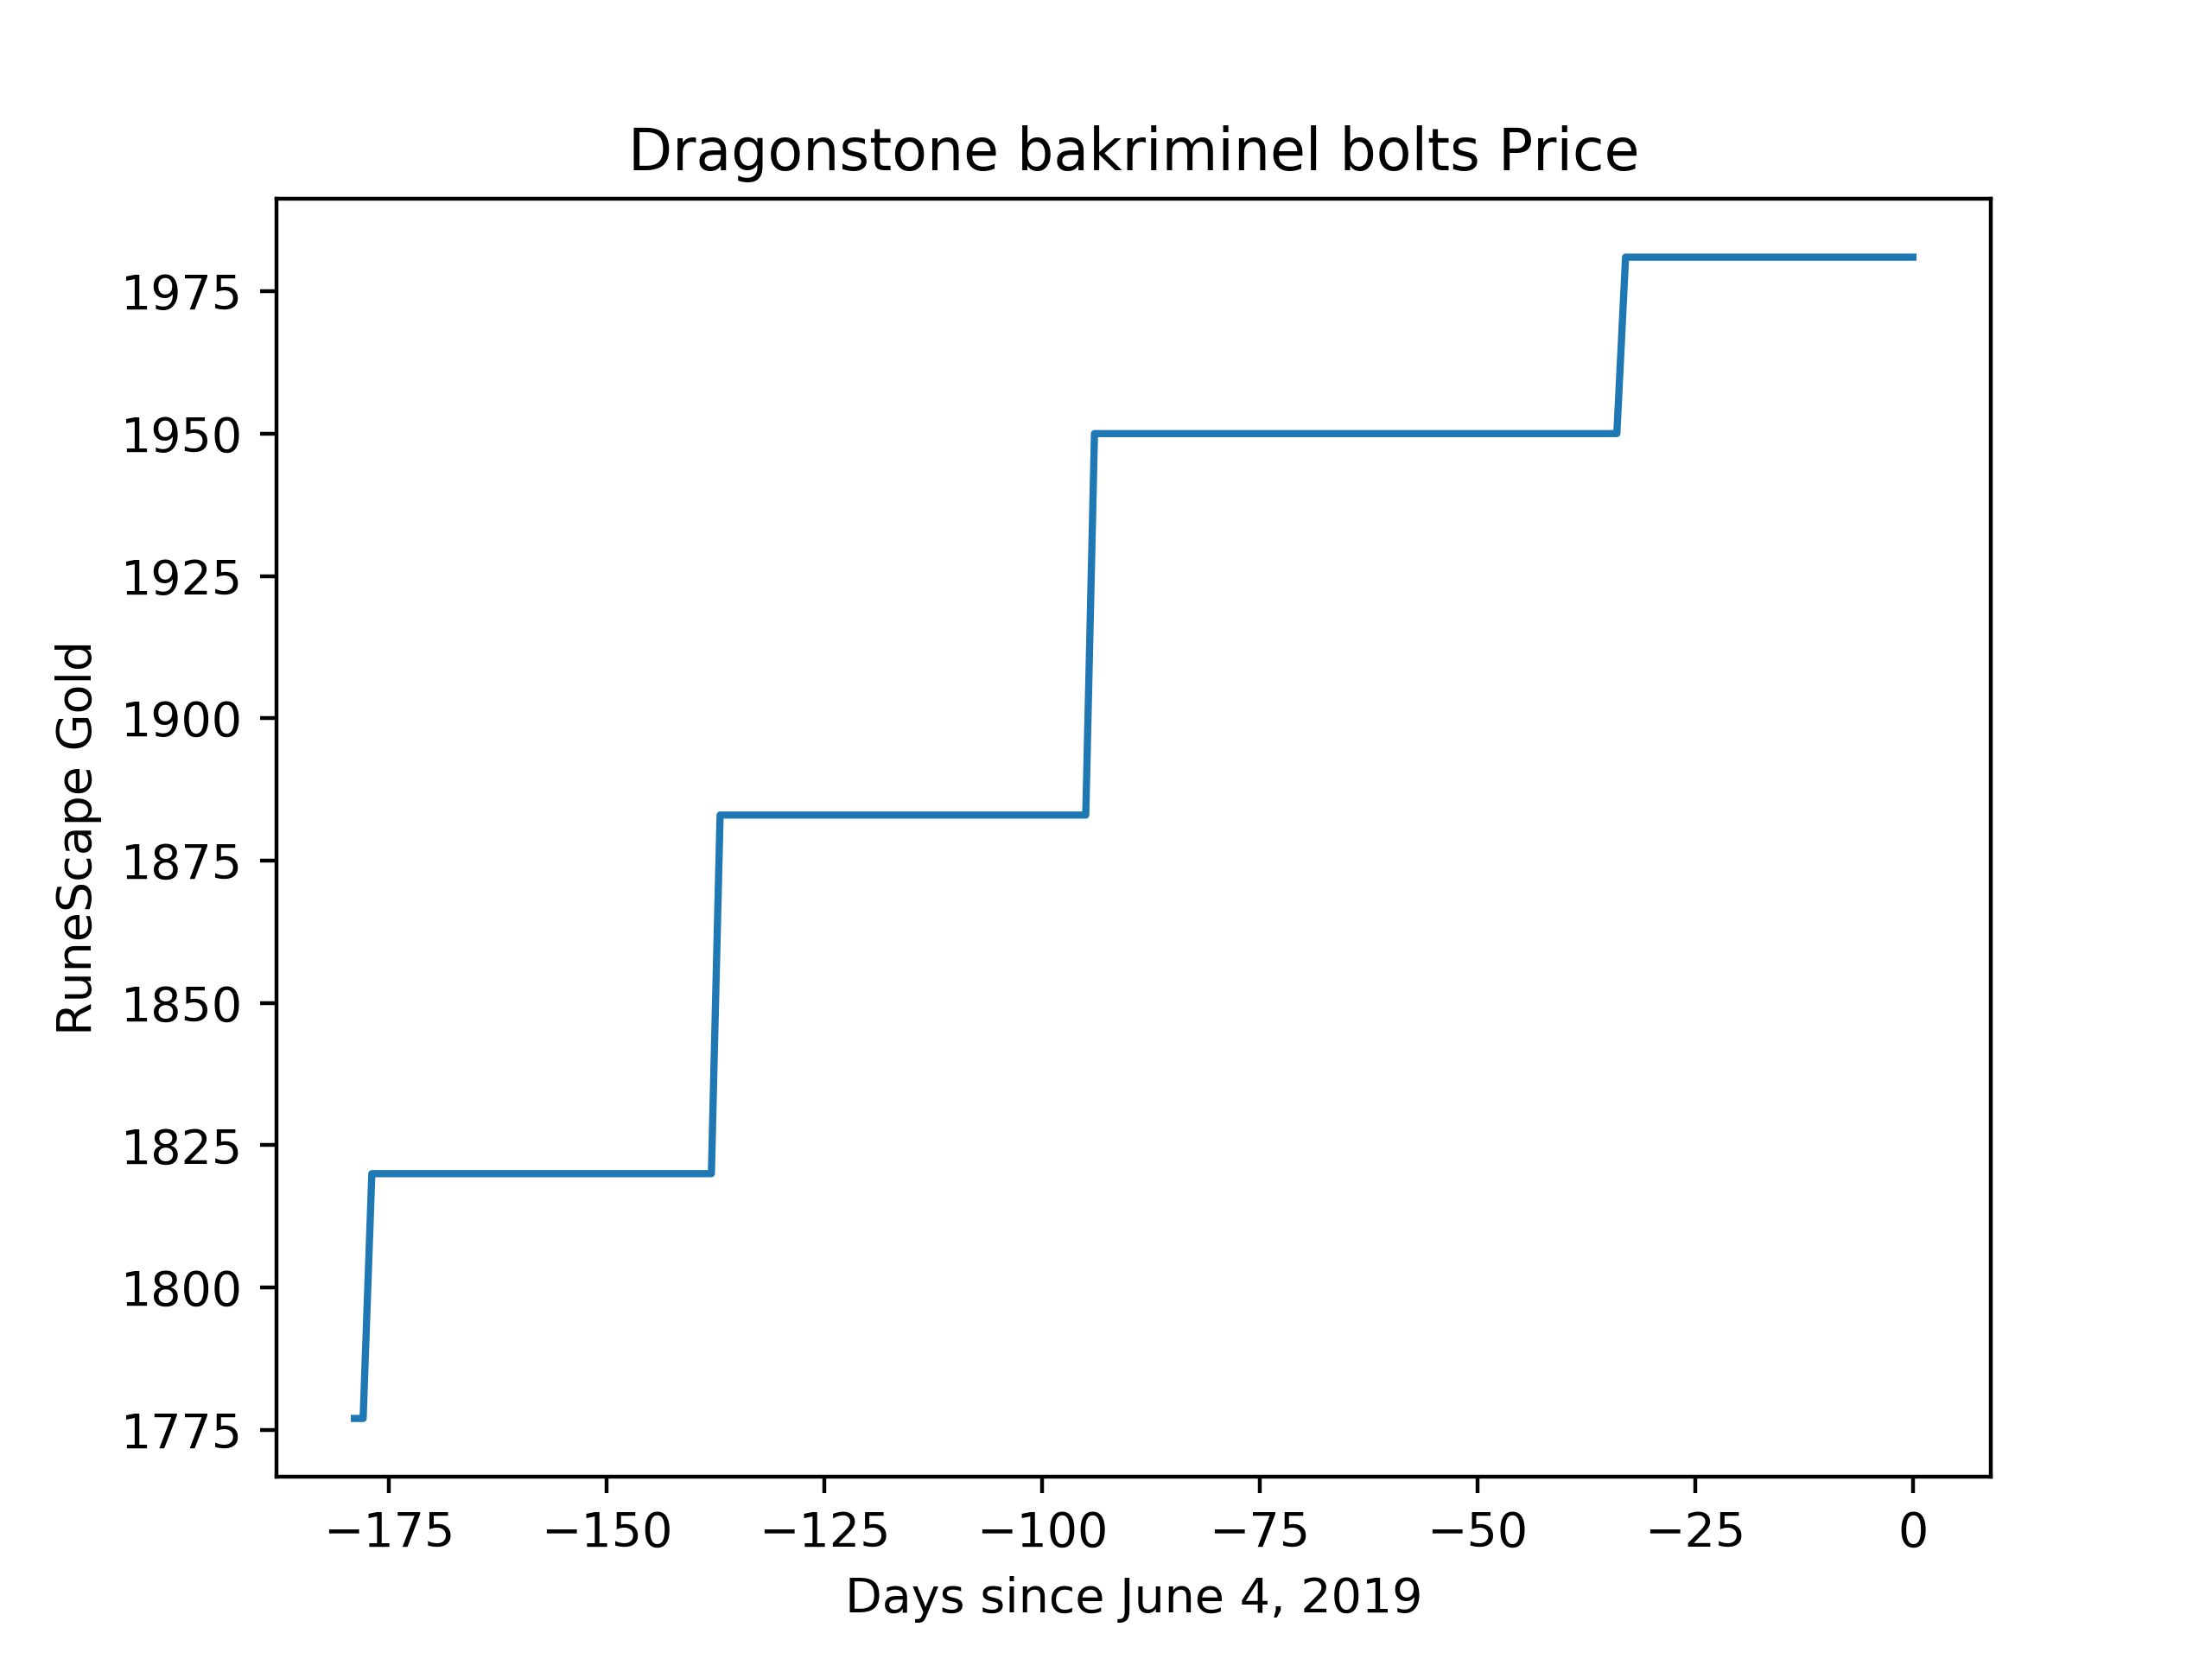 Dragonstone bakriminel bolts Price
RuneScape Gold
1975
1950
1925
1900
1875
1850
1825
1800
1775
−175 −150 −125 −100 −75 −50 −25 0
Days since June 4, 2019